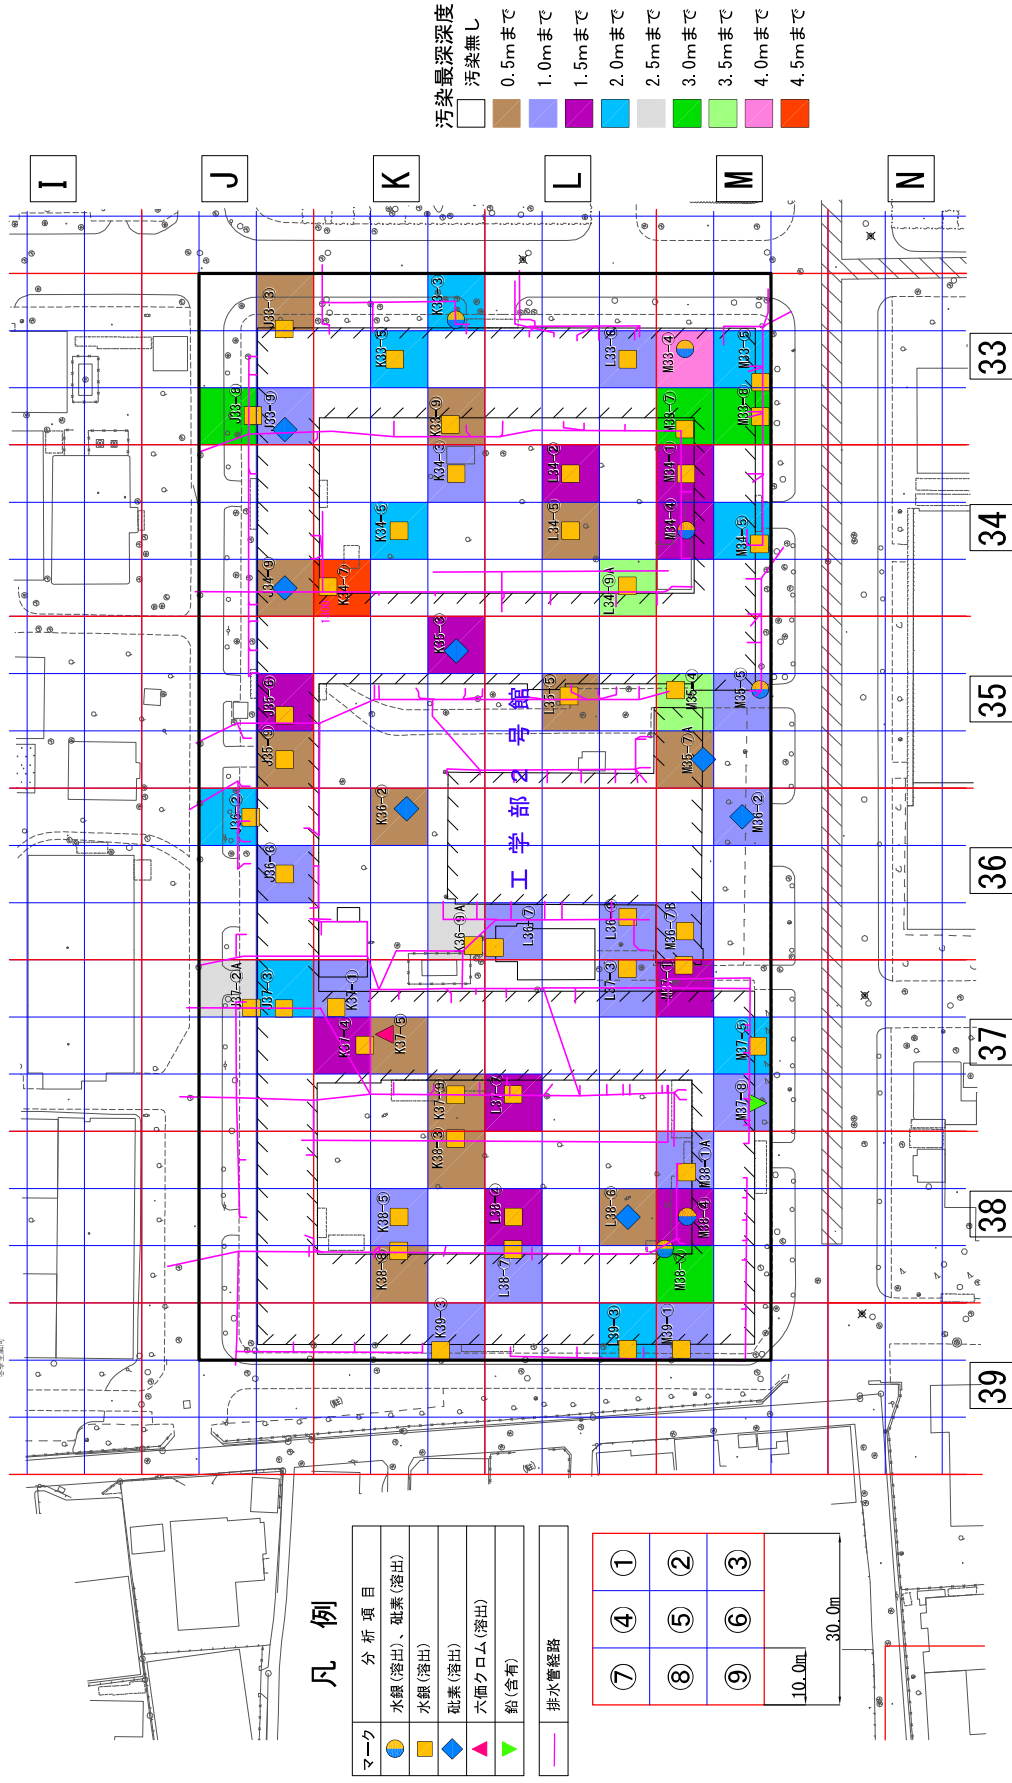 汚染最深深度
汚染無し
0.5mまで
1.0mまで
1.5mまで
2.0mまで
2.5mまで
3.0mまで
3.5mまで
4.0mまで
4.5mまで
I
J
K
L
M
N
33
34
35
36
37
38
39
J33-③
J33-⑧
J33-⑨
K33-③
K33-⑤
K33-⑨
L33-⑥
M33-④
M33-⑤
M33-⑦
M33-⑧
J34-⑨
K34-③
K34-⑤
K34-⑦
L34-②
L34-⑤
L34-⑨A
M34-①
M34-④
M34-⑤
J35-⑥
J35-⑨
K35-③
L35-⑤
M35-④
M35-⑤
M35-⑦A
J36-②
J36-⑥
K36-②
K36-⑨A
L36-⑦
L36-⑨
M36-②
M36-⑦B
J37-②A
J37-③
K37-①
K37-④
K37-⑤
K37-⑨
L37-③
L37-⑦
M37-①
M37-⑤
M37-⑧
K38-③
K38-⑤
K38-⑧
L38-④
L38-⑥
L38-⑦
M38-①A
M38-④
M38-⑦
K39-③
L39-③
M39-①
工学部2号館
凡例
マーク 分析項目
水銀(溶出)、砒素(溶出)
水銀(溶出)
砒素(溶出)
六価クロム(溶出)
鉛(含有)
排水管経路
⑦ ④ ①
⑧ ⑤ ②
⑨ ⑥ ③
10.0m
30.0m